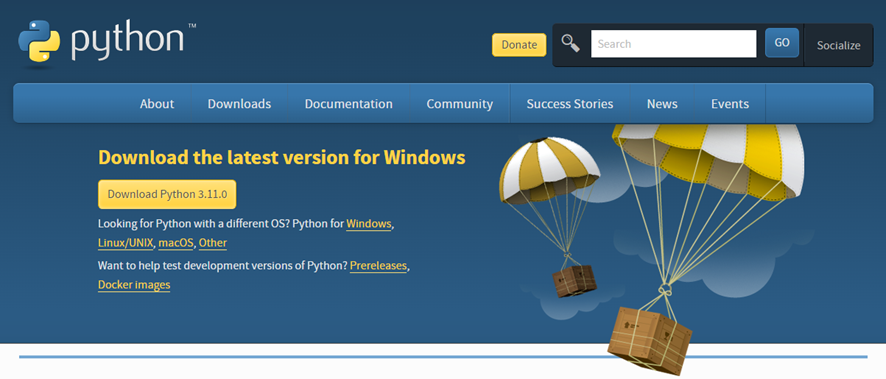 python™
Donate
Search
GO
Socialize
About
Downloads
Documentation
Community
Success Stories
News
Events
Download the latest version for Windows
Download Python 3.11.0
Looking for Python with a different OS? Python for Windows,
Linux/UNIX, macOS, Other
Want to help test development versions of Python? Prereleases,
Docker images